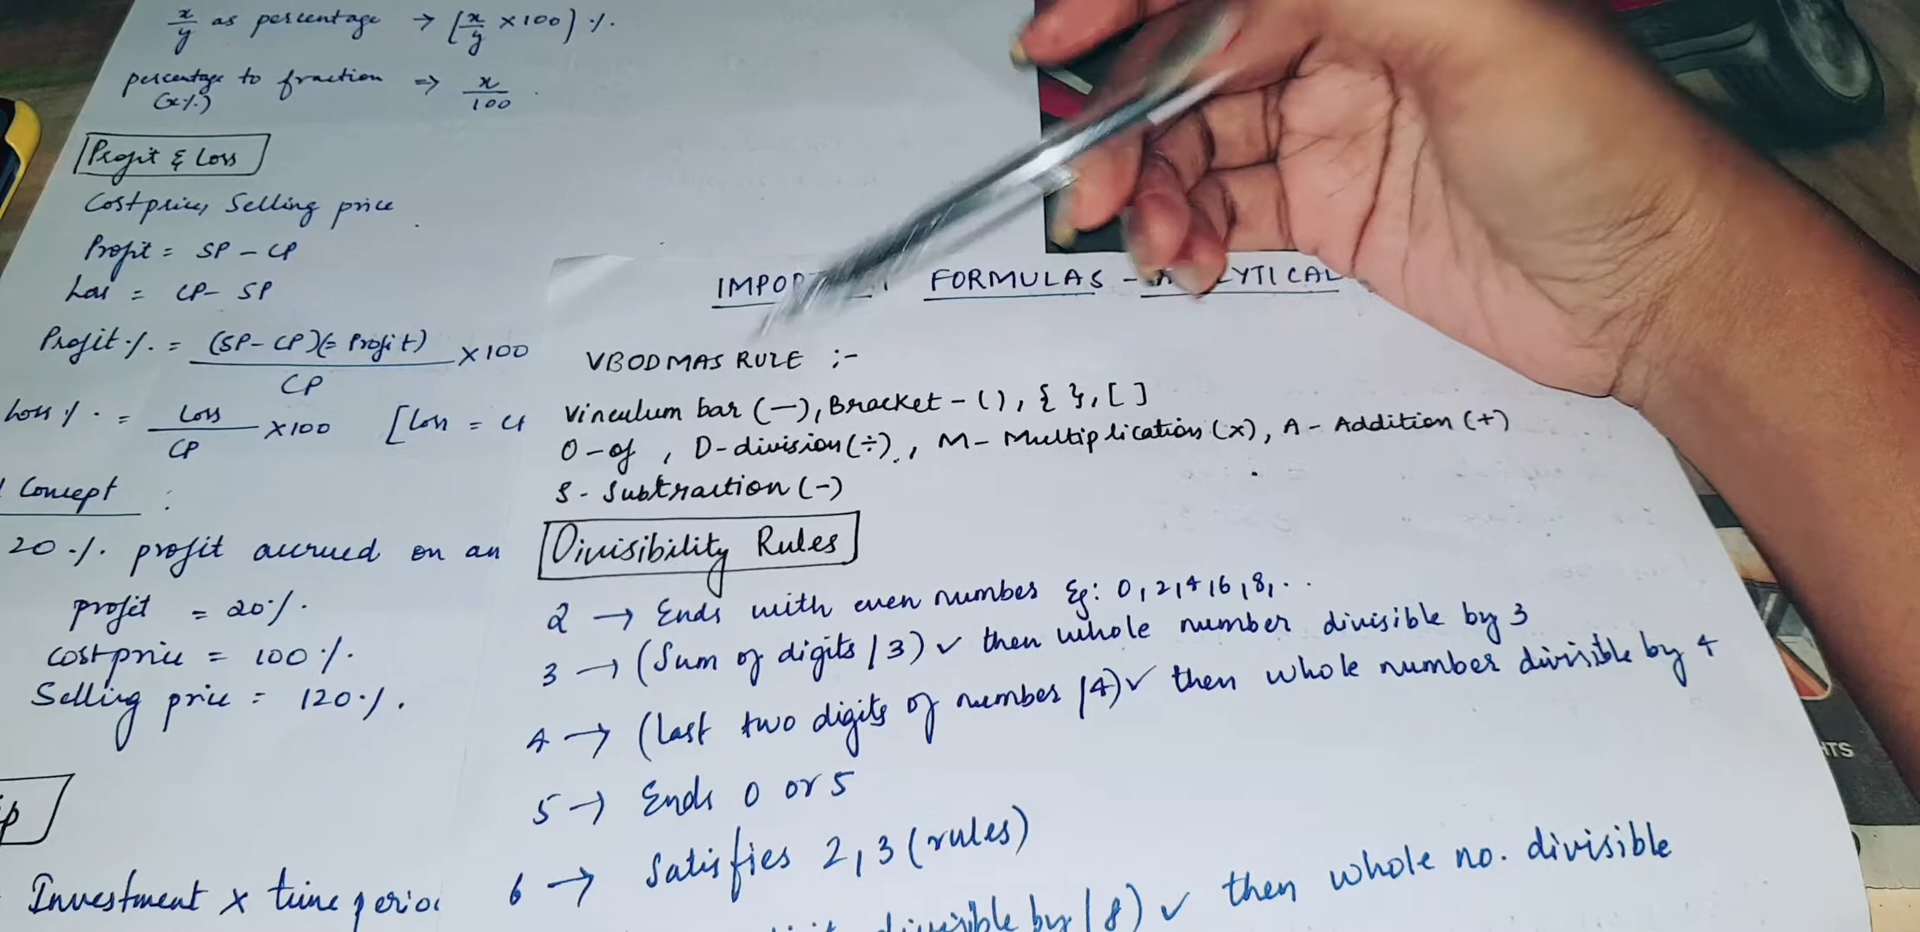 x/y as percentage → [x/y ×100] %.
percentage to fraction ⇒ x/100.
(x%)
Profit & Loss
Cost price, Selling price
Profit = SP - CP
Loss = CP - SP
Profit %. = (SP - CP)(= Profit)/CP × 100
Loss %. = Loss/CP ×100 [Loss =
Concept :
20 %. profit accrued on an
profit = 20%.
cost price = 100%.
Selling price = 120%.
Investment × time
FORMULAS -
VBODMAS RULE :-
Vinculum bar (—), Bracket - (), { }, [ ]
O - of , D - division (÷), M - Multiplication (x), A - Addition (+)
S - Subtraction (-)
Divisibility Rules
2 → Ends with even number Eg: 0,2,4,6,8,..
3 → (Sum of digits /3) ✓ then whole number divisible by 3
4 → (last two digits of number /4) ✓ then whole number divisible by 4
5 → Ends 0 or 5
6 → Satisfies 2,3 (rules)
divisible by /8) ✓ then whole no. divisible